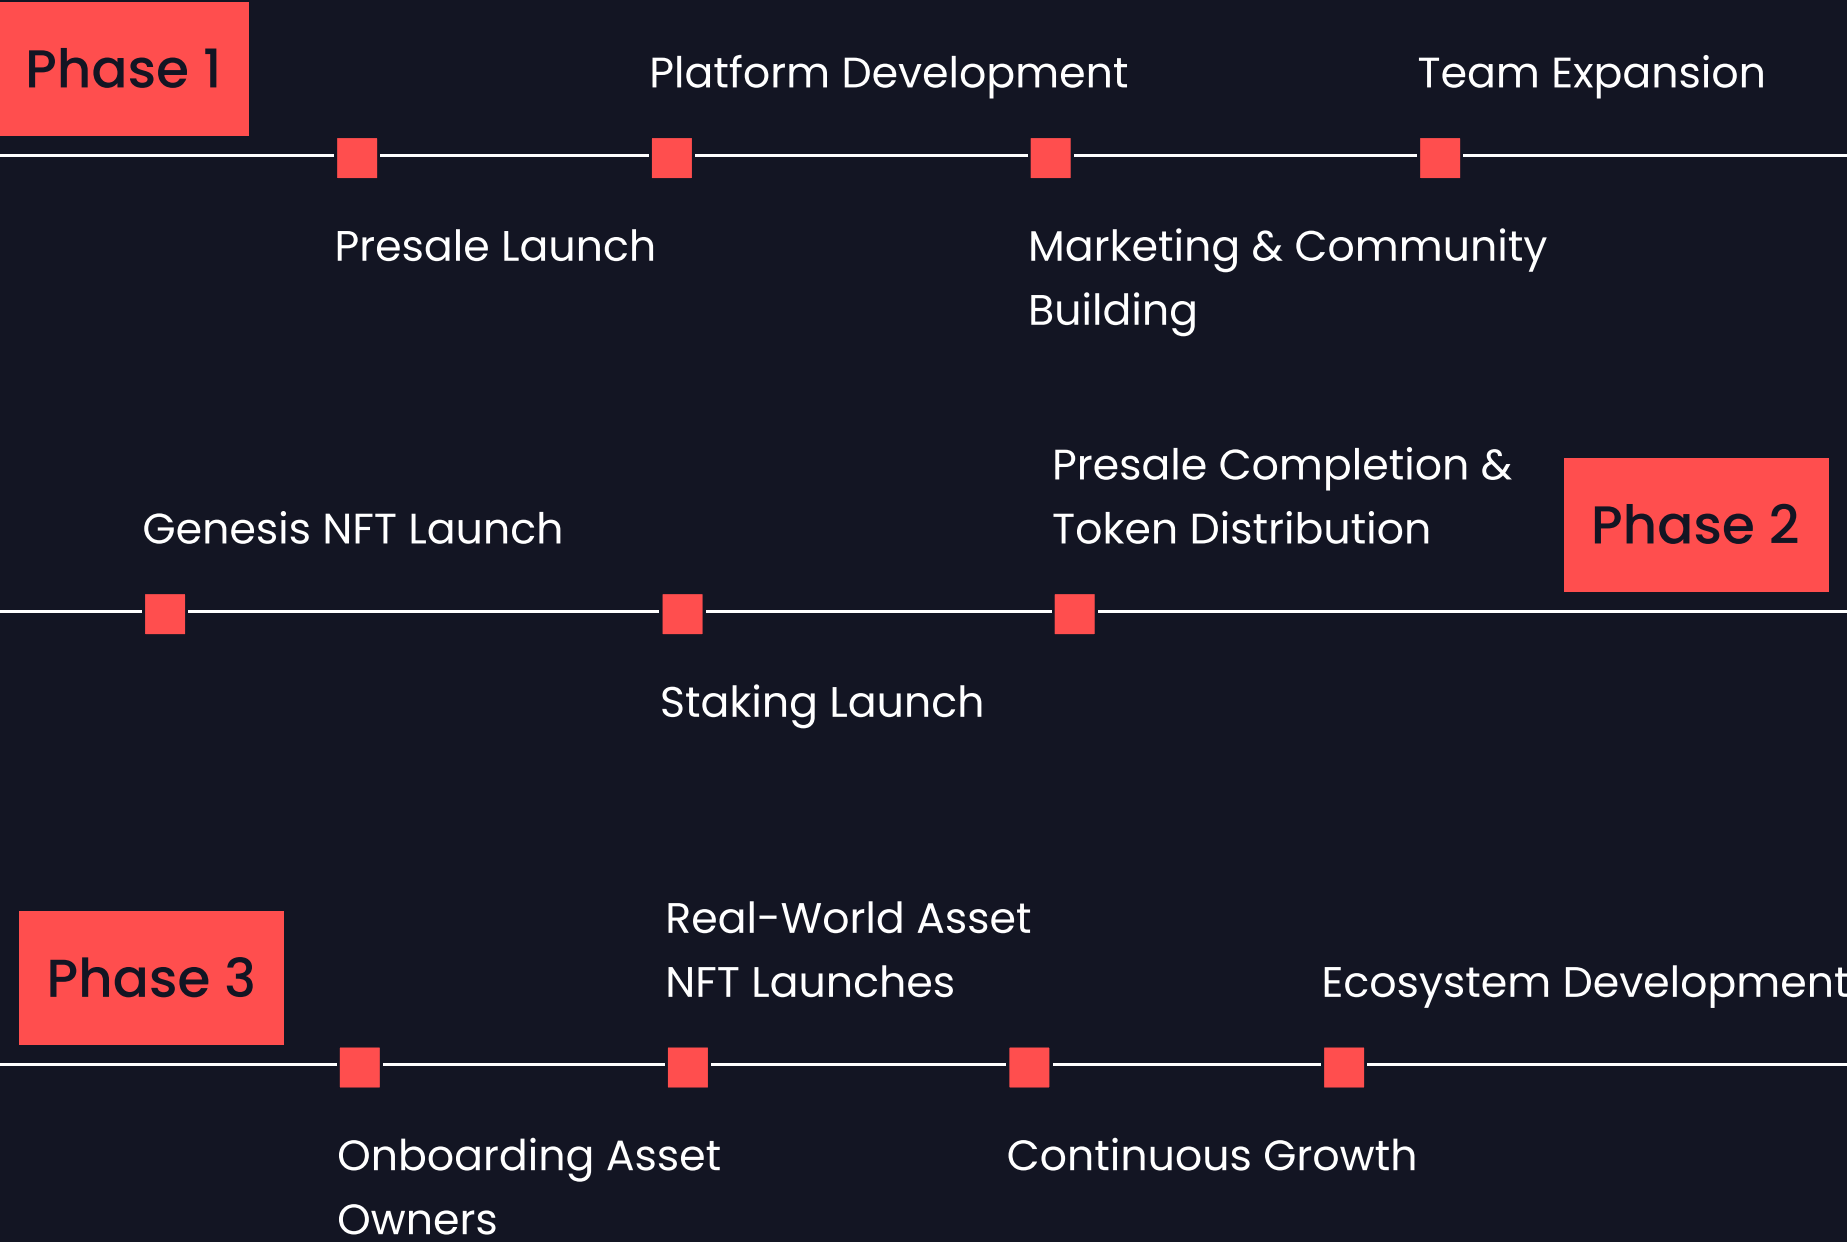 Phase 1
Platform Development
Team Expansion
Presale Launch
Marketing & Community
Building
Genesis NFT Launch
Presale Completion &
Token Distribution
Phase 2
Staking Launch
Phase 3
Real-World Asset
NFT Launches
Ecosystem Development
Onboarding Asset
Owners
Continuous Growth